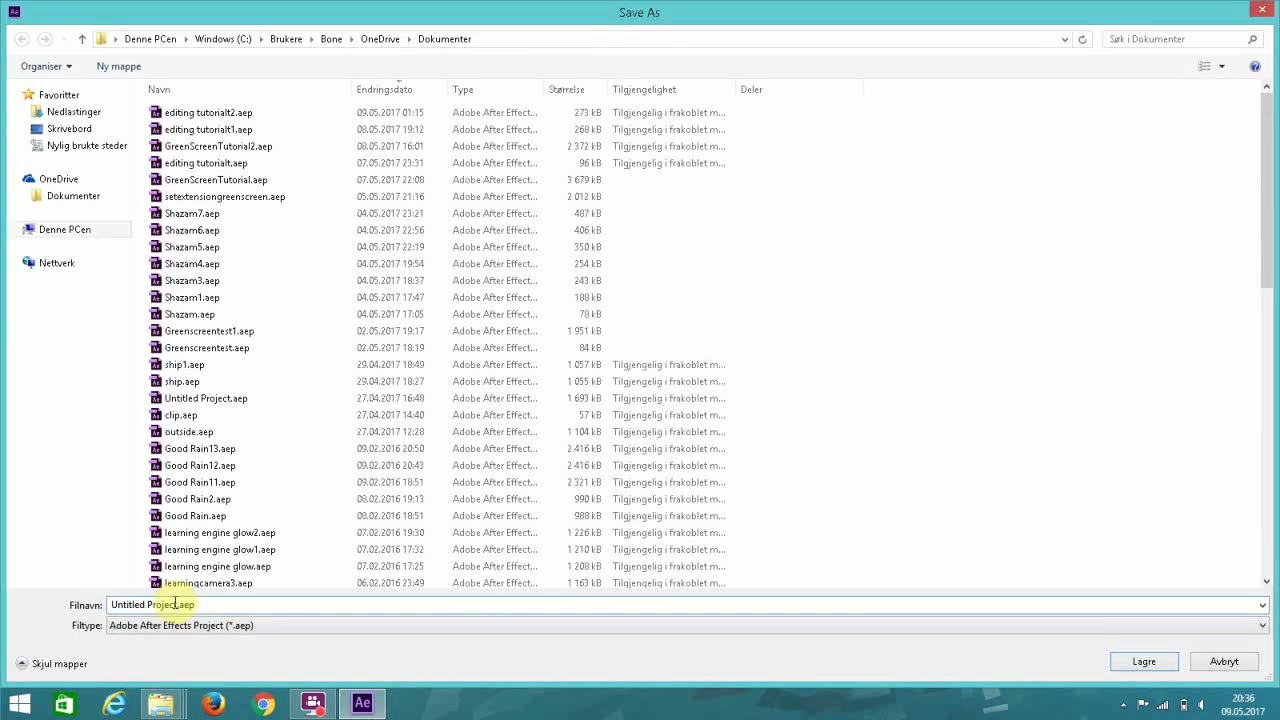 Ae
Save As
Denne PCen Windows (C:) Brukere Bone OneDrive Dokumenter
Søk i Dokumenter
Organiser Ny mappe
Navn Endringsdato Type Størrelse Tilgjengelighet Deler
Favoritter
Nedlastinger
Skrivebord
Nylig brukte steder
OneDrive
Dokumenter
Denne PCen
Nettverk
editing tutorialt2.aep 09.05.2017 01:15 Adobe After Effect... 273 kB Tilgjengelig i frakoblet m...
editing tutorialt1.aep 08.05.2017 19:12 Adobe After Effect... 268 kB Tilgjengelig i frakoblet m...
GreenScreenTutorial2.aep 08.05.2017 16:01 Adobe After Effect... 2 372 kB Tilgjengelig i frakoblet m...
editing tutorialt.aep 07.05.2017 23:31 Adobe After Effect... 96 kB Tilgjengelig i frakoblet m...
GreenScreenTutorial.aep 07.05.2017 22:08 Adobe After Effect... 3 679 kB
setextensiongreenscreen.aep 05.05.2017 21:16 Adobe After Effect... 2 012 kB
Shazam7.aep 04.05.2017 23:21 Adobe After Effect... 487 kB
Shazam6.aep 04.05.2017 22:56 Adobe After Effect... 406 kB
Shazam5.aep 04.05.2017 22:19 Adobe After Effect... 350 kB
Shazam4.aep 04.05.2017 19:54 Adobe After Effect... 254 kB
Shazam3.aep 04.05.2017 18:37 Adobe After Effect... 243 kB
Shazam1.aep 04.05.2017 17:47 Adobe After Effect... 188 kB
Shazam.aep 04.05.2017 17:05 Adobe After Effect... 78 kB
Greenscreentest1.aep 02.05.2017 19:17 Adobe After Effect... 1 951 kB
Greenscreentest.aep 02.05.2017 18:19 Adobe After Effect... 84 kB
ship1.aep 29.04.2017 18:49 Adobe After Effect... 1 057 kB Tilgjengelig i frakoblet m...
ship.aep 29.04.2017 18:27 Adobe After Effect... 1 055 kB Tilgjengelig i frakoblet m...
Untitled Project.aep 27.04.2017 16:48 Adobe After Effect... 1 693 kB Tilgjengelig i frakoblet m...
clip.aep 27.04.2017 14:40 Adobe After Effect... 57 kB Tilgjengelig i frakoblet m...
outside.aep 27.04.2017 12:28 Adobe After Effect... 1 104 kB Tilgjengelig i frakoblet m...
Good Rain13.aep 09.02.2016 20:50 Adobe After Effect... 2 416 kB Tilgjengelig i frakoblet m...
Good Rain12.aep 09.02.2016 20:43 Adobe After Effect... 2 416 kB Tilgjengelig i frakoblet m...
Good Rain11.aep 09.02.2016 18:51 Adobe After Effect... 2 321 kB Tilgjengelig i frakoblet m...
Good Rain2.aep 08.02.2016 19:13 Adobe After Effect... 990 kB Tilgjengelig i frakoblet m...
Good Rain.aep 08.02.2016 18:51 Adobe After Effect... 988 kB Tilgjengelig i frakoblet m...
learning engine glow2.aep 07.02.2016 19:30 Adobe After Effect... 1 226 kB Tilgjengelig i frakoblet m...
learning engine glow1.aep 07.02.2016 17:32 Adobe After Effect... 1 210 kB Tilgjengelig i frakoblet m...
learning engine glow.aep 07.02.2016 17:25 Adobe After Effect... 1 208 kB Tilgjengelig i frakoblet m...
learningcamera3.aep 06.02.2016 23:49 Adobe After Effect... 1 163 kB Tilgjengelig i frakoblet m...
Filnavn: Untitled Project.aep
Filtype: Adobe After Effects Project (*.aep)
Skjul mapper Lagre Avbryt
Ae
20:36
09.05.2017